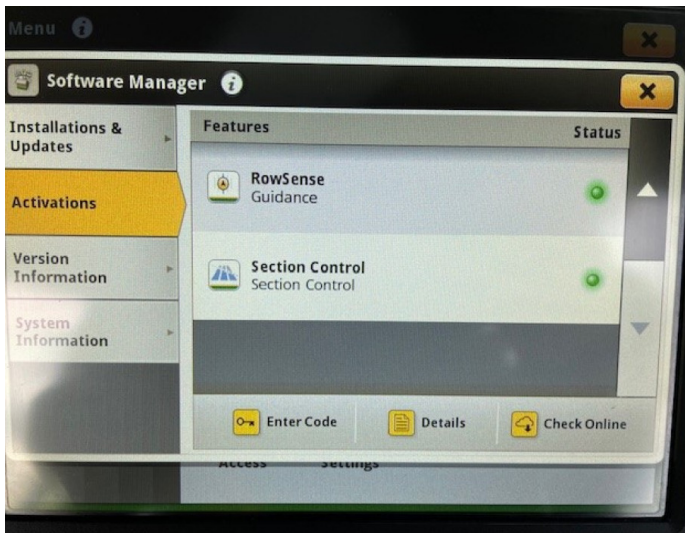 Menu
Software Manager
Installations &
Updates
Activations
Version
Information
System
Information
Features Status
RowSense
Guidance
Section Control
Section Control
Enter Code Details Check Online
Access Settings